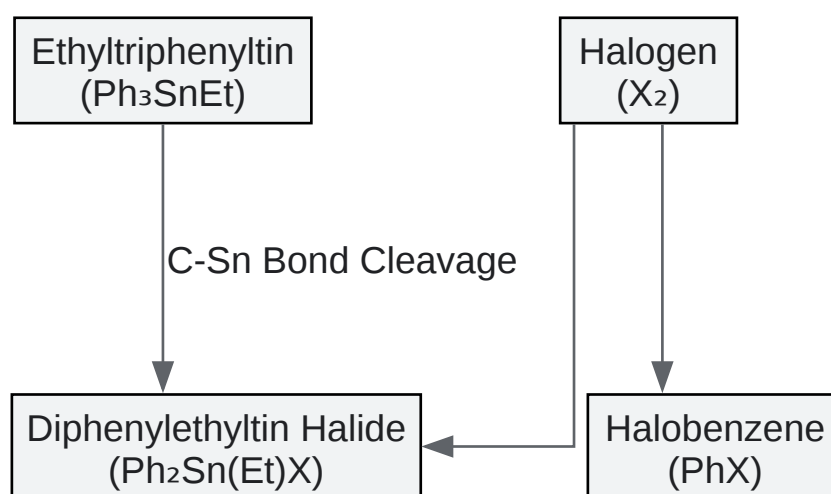 Ethyltriphenyltin
(Ph₃SnEt)
Halogen
(X₂)
C-Sn Bond Cleavage
Diphenylethyltin Halide
(Ph₂Sn(Et)X)
Halobenzene
(PhX)